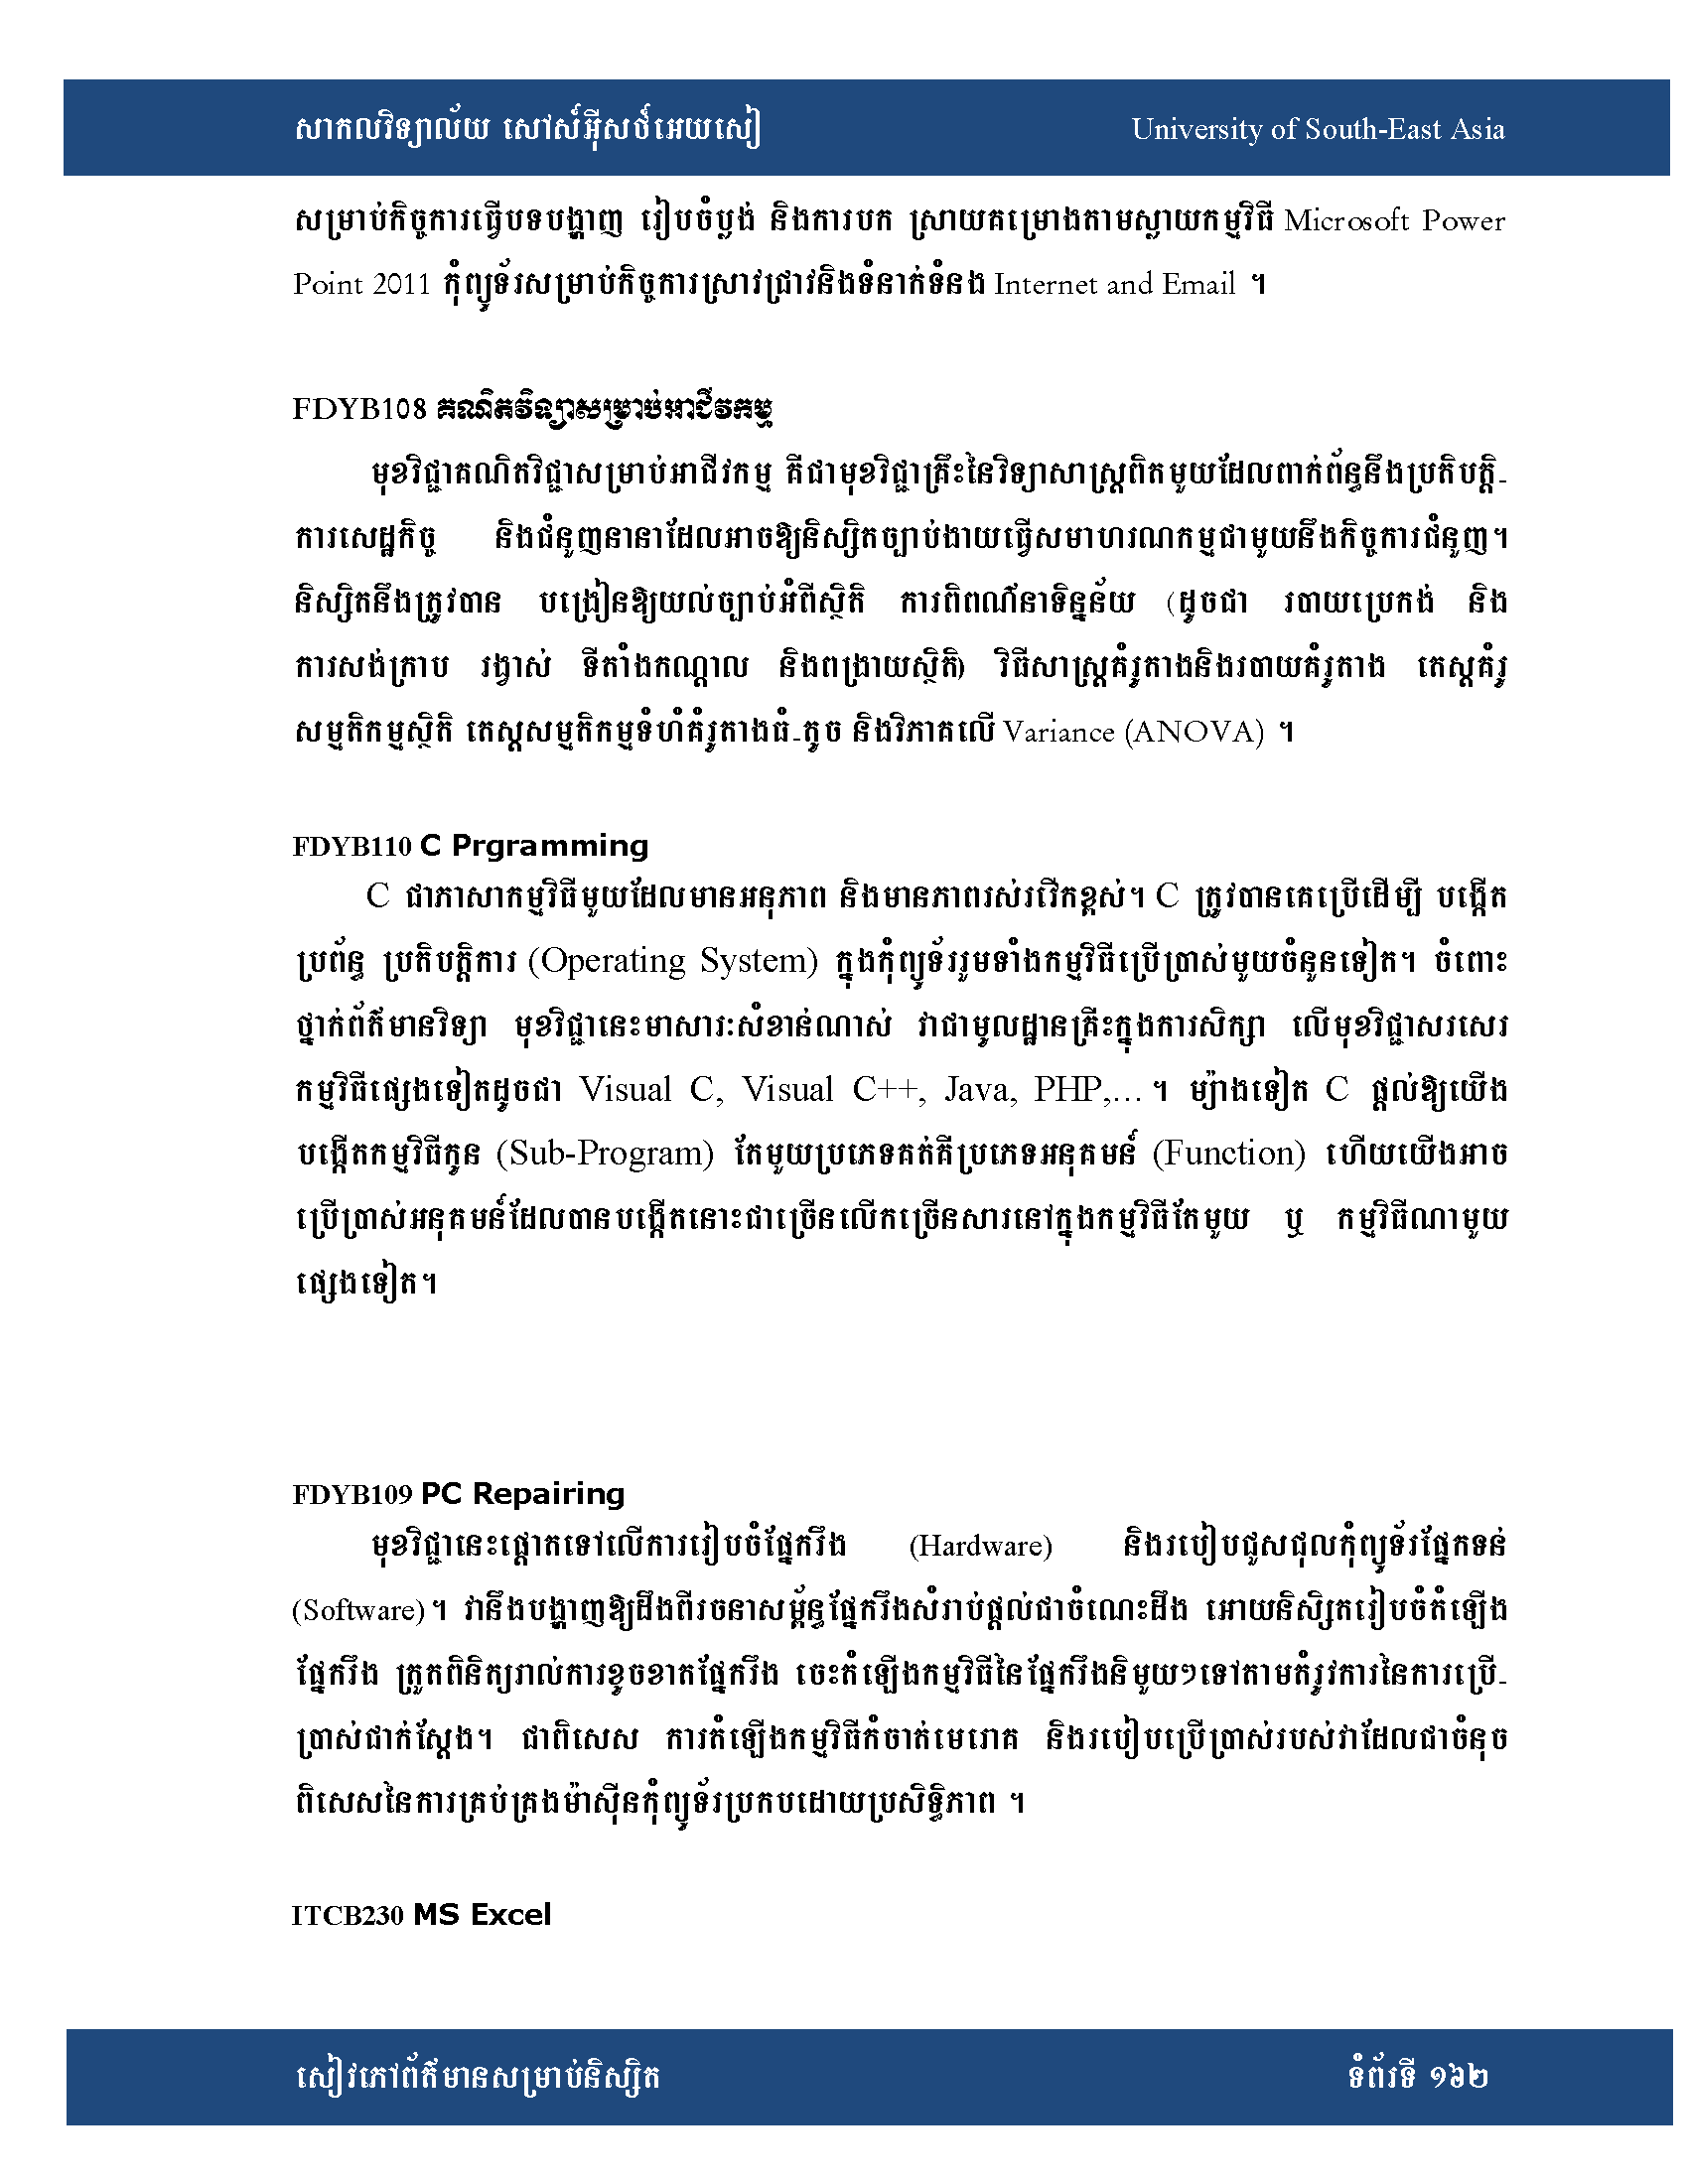 សាកលវិទ្យាល័យ សៅស៍អ៊ីសថ៍អេយសៀ University of South-East Asia
សម្រាប់កិច្ចការធ្វើបទបង្ហាញ រៀបចំប្លង់ និងការបក ស្រាយគម្រោងតាមស្លាយកម្មវិធី Microsoft Power
Point 2011 កុំព្យូទ័រសម្រាប់កិច្ចការស្រាវជ្រាវនិងទំនាក់ទំនង Internet and Email ។
FDYB108 គណិតវិទ្យាសម្រាប់អាជីវកម្ម
មុខវិជ្ជាគណិតវិជ្ជាសម្រាប់អាជីវកម្ម គឺជាមុខវិជ្ជាគ្រឹះនៃវិទ្យាសាស្ត្រពិតមួយដែលពាក់ព័ន្ធនឹងប្រតិបត្តិ-
ការសេដ្ឋកិច្ច និងជំនួញនានាដែលអាចឱ្យនិស្សិតច្បាប់ងាយធ្វើសមាហរណកម្មជាមួយនឹងកិច្ចការជំនួញ។
និស្សិតនឹងត្រូវបាន បង្រៀនឱ្យយល់ច្បាប់អំពីស្ថិតិ ការពិពណ៌នាទិន្នន័យ (ដូចជា របាយប្រេកង់ និង
ការសង់ក្រាប រង្វាស់ ទីតាំងកណ្តាល និងពង្រាយស្ថិតិ) វិធីសាស្ត្រគំរូតាងនិងរបាយគំរូតាង តេស្តគំរូ
សម្មតិកម្មស្ថិតិ តេស្តសម្មតិកម្មទំហំគំរូតាងធំ-តូច និងវិភាគលើ Variance (ANOVA) ។
FDYB110 C Prgramming
C ជាភាសាកម្មវិធីមួយដែលមានអនុភាព និងមានភាពរស់រវើកខ្ពស់។ C ត្រូវបានគេប្រើដើម្បី បង្កើត
ប្រព័ន្ធ ប្រតិបត្តិការ (Operating System) ក្នុងកុំព្យូទ័ររួមទាំងកម្មវិធីប្រើប្រាស់មួយចំនួនទៀត។ ចំពោះ
ថ្នាក់ព័ត៌មានវិទ្យា មុខវិជ្ជានេះមាសារៈសំខាន់ណាស់ វាជាមូលដ្ឋានគ្រឹះក្នុងការសិក្សា លើមុខវិជ្ជាសរសេរ
កម្មវិធីផ្សេងទៀតដូចជា Visual C, Visual C++, Java, PHP,... ។ ម្យ៉ាងទៀត C ផ្តល់ឱ្យយើង
បង្កើតកម្មវិធីកូន (Sub-Program) តែមួយប្រភេទគត់គឺប្រភេទអនុគមន៍ (Function) ហើយយើងអាច
ប្រើប្រាស់អនុគមន៍ដែលបានបង្កើតនោះជាច្រើនលើកច្រើនសារនៅក្នុងកម្មវិធីតែមួយ ឬ កម្មវិធីណាមួយ
ផ្សេងទៀត។
FDYB109 PC Repairing
មុខវិជ្ជានេះផ្តោតទៅលើការរៀបចំផ្នែករឹង (Hardware) និងរបៀបជួសជុលកុំព្យូទ័រផ្នែកទន់
(Software)។ វានឹងបង្ហាញឱ្យដឹងពីរចនាសម្ព័ន្ធផ្នែករឹងសំរាប់ផ្តល់ជាចំណេះដឹង អោយនិសិ្សតរៀបចំតំឡើង
ផ្នែករឹង ត្រួតពិនិត្យរាល់ការខូចខាតផ្នែករឹង ចេះតំឡើងកម្មវិធីនៃផ្នែករឹងនិមួយៗទៅតាមតំរូវការនៃការប្រើ-
ប្រាស់ជាក់ស្តែង។ ជាពិសេស ការតំឡើងកម្មវិធីកំចាត់មេរោគ និងរបៀបប្រើប្រាស់របស់វាដែលជាចំនុច
ពិសេសនៃការគ្រប់គ្រងម៉ាស៊ីនកុំព្យូទ័រប្រកបដោយប្រសិទ្ធិភាព ។
ITCB230 MS Excel
សៀវភៅព័ត៌មានសម្រាប់និស្សិត ទំព័រទី ១៦២